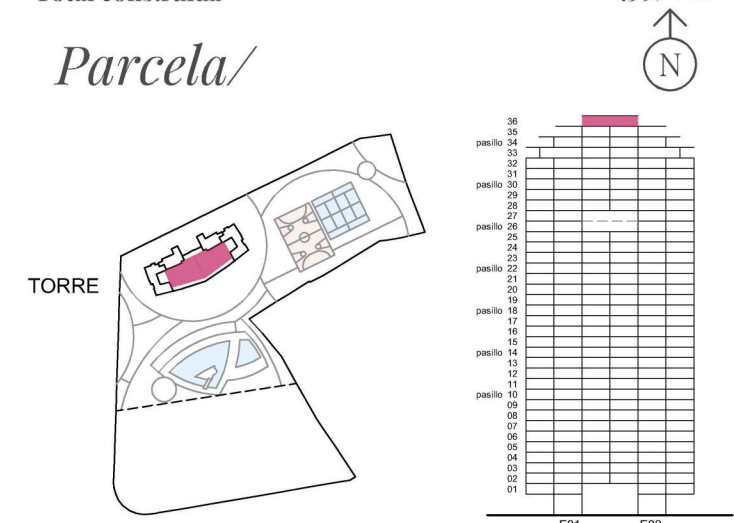 Parcela/
N
TORRE
36
35
pasillo 34
33
32
31
pasillo 30
29
28
27
pasillo 26
25
24
23
pasillo 22
21
20
19
pasillo 18
17
16
15
pasillo 14
13
12
11
pasillo 10
09
08
07
06
05
04
03
02
01